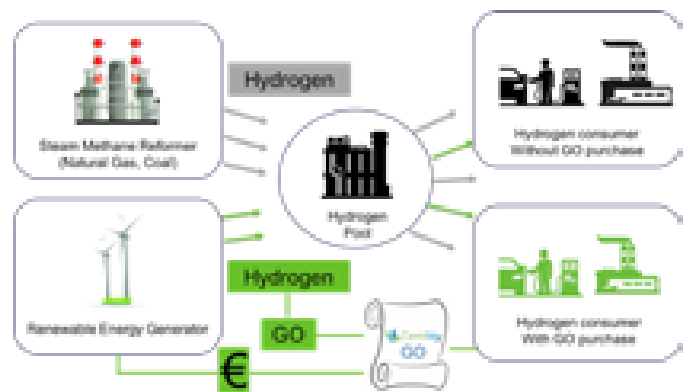 Hydrogen
Steam Methane Reformer
(Natural Gas, Coal)
Hydrogen consumer
Without GO purchase
Hydrogen
Pool
Hydrogen
Renewable Energy Generator
GO
GO
€
Hydrogen consumer
With GO purchase